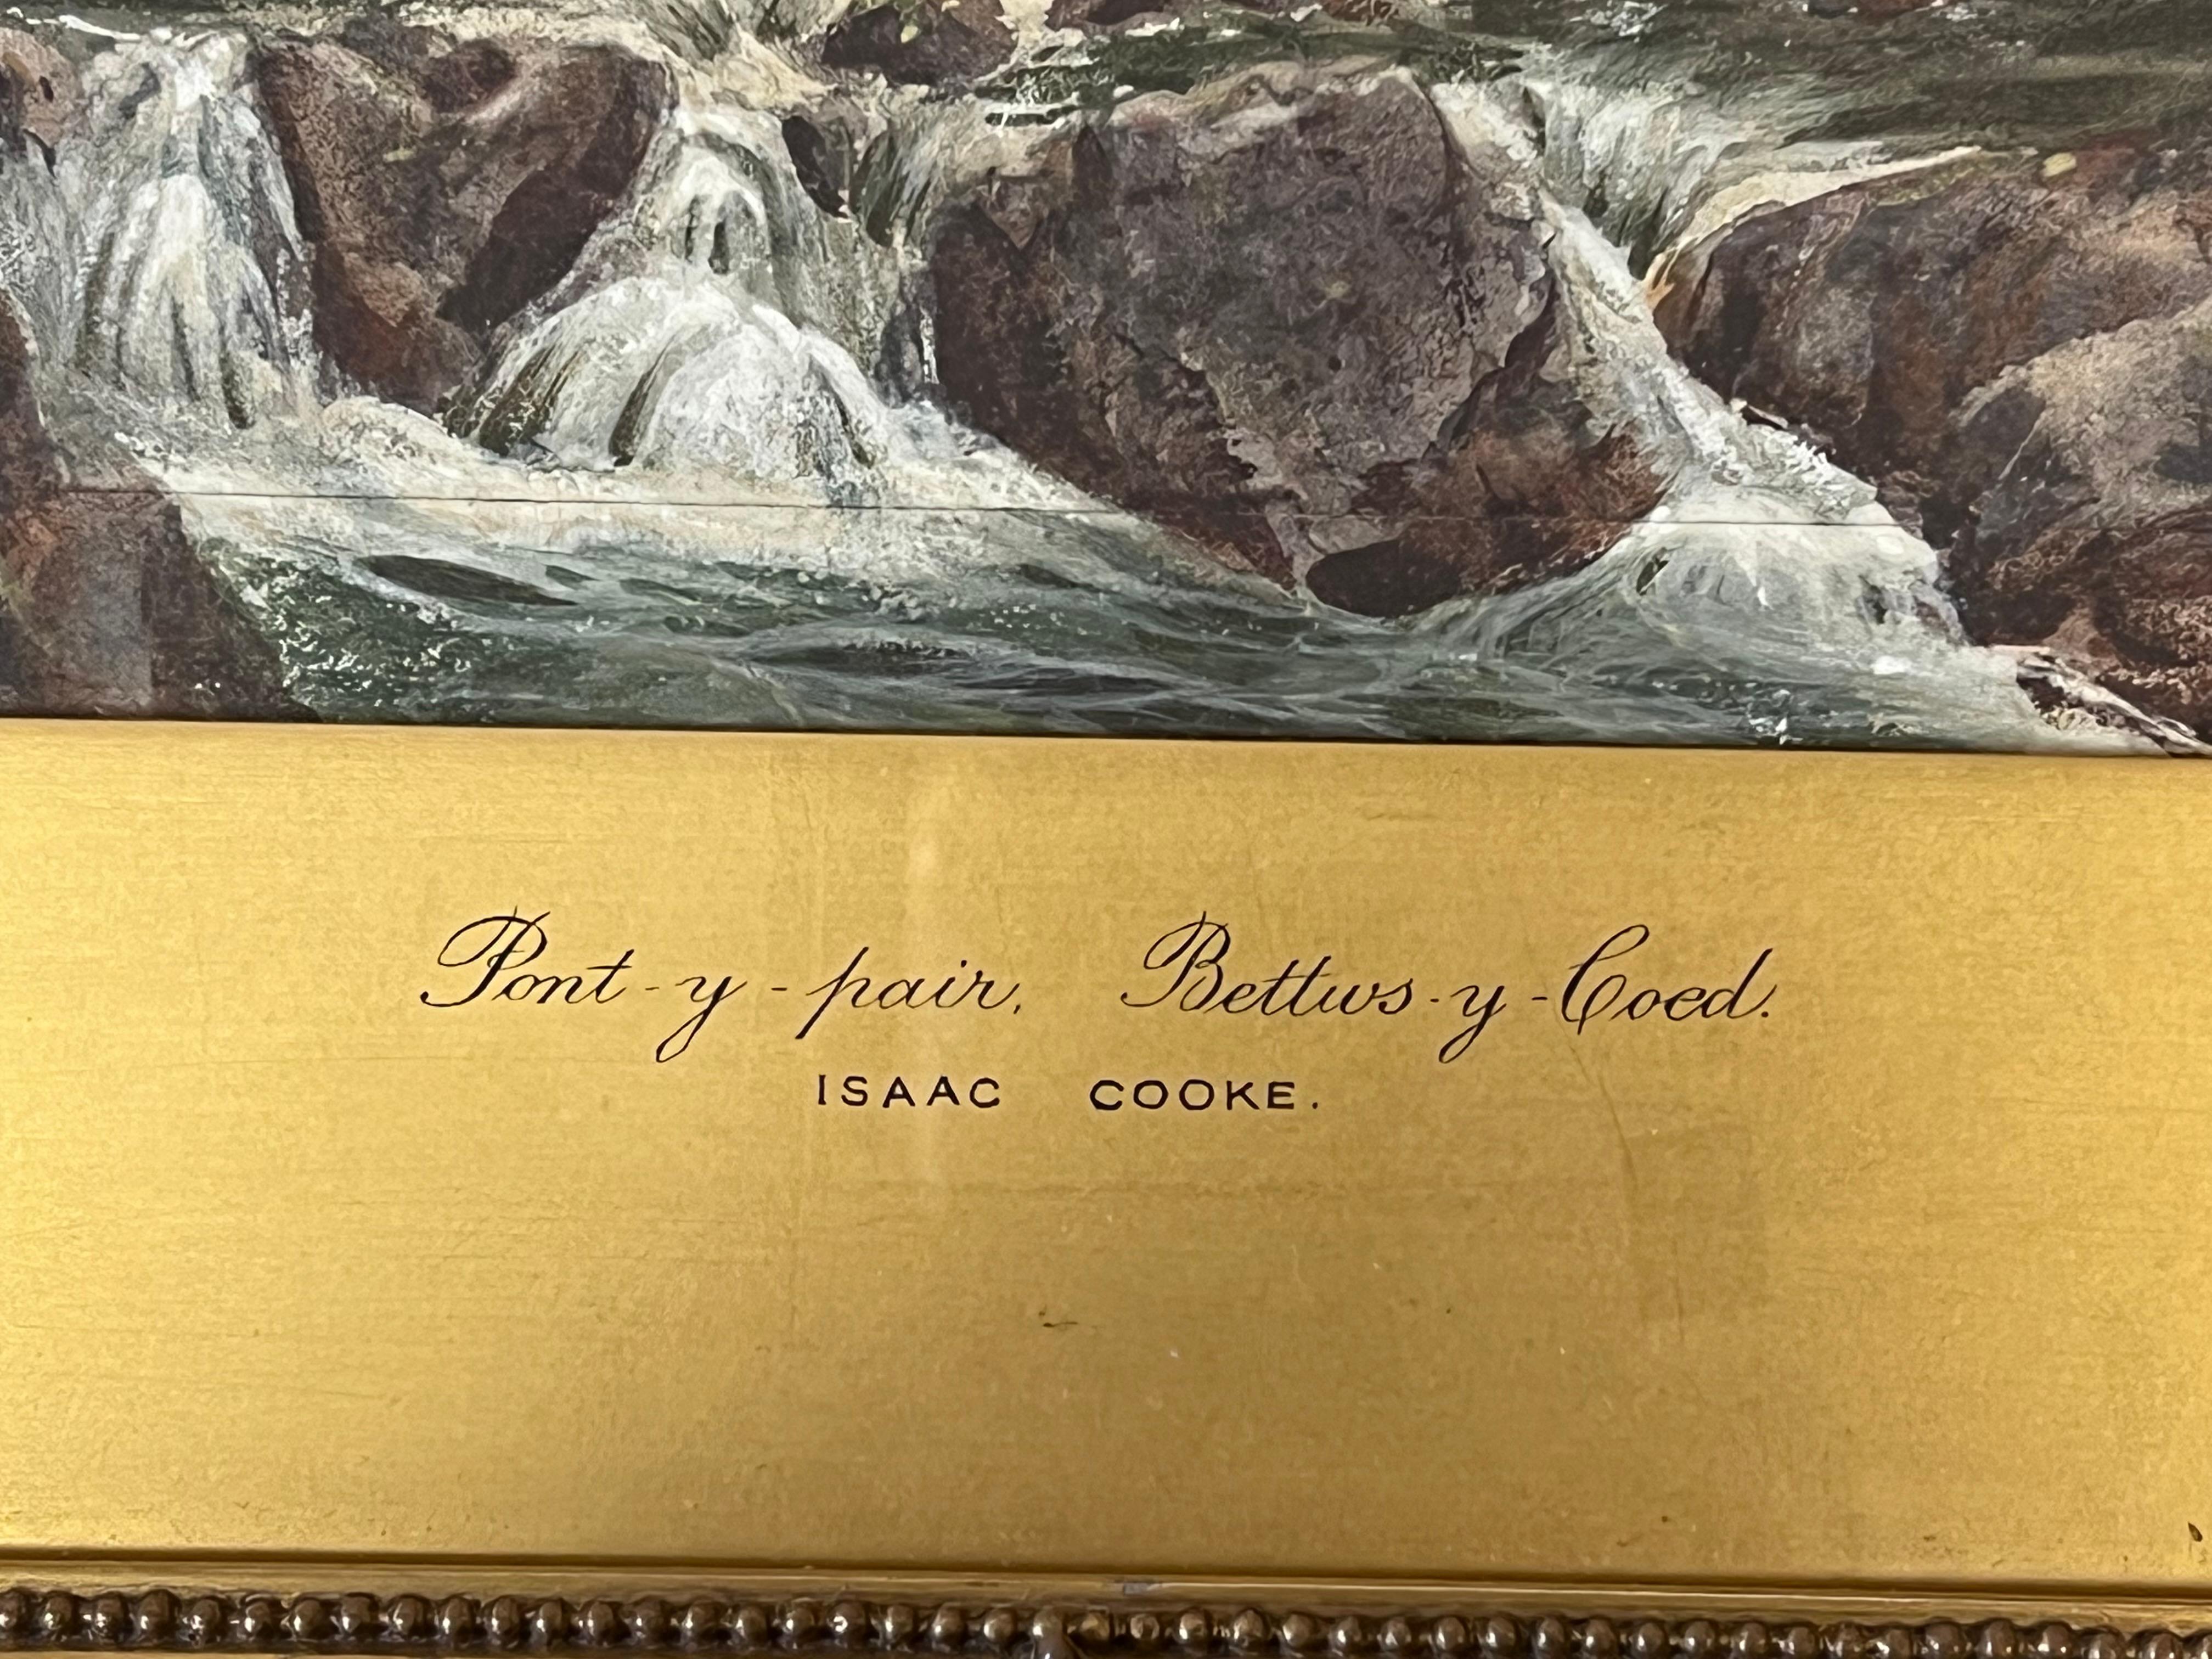 Pont-y-pair, Bettws-y-Coed.
ISAAC COOKE.